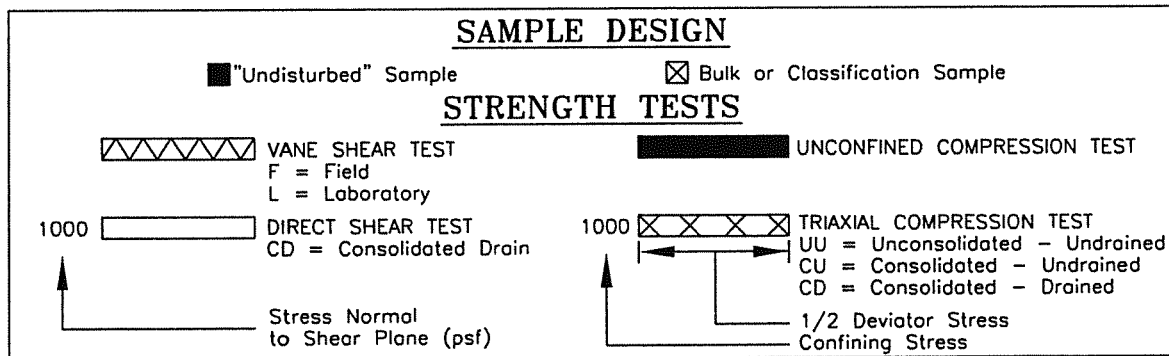 SAMPLE DESIGN
"Undisturbed" Sample
Bulk or Classification Sample
STRENGTH TESTS
VANE SHEAR TEST
F = Field
L = Laboratory
UNCONFINED COMPRESSION TEST
1000
DIRECT SHEAR TEST
CD = Consolidated Drain
Stress Normal
to Shear Plane (psf)
1000
TRIAXIAL COMPRESSION TEST
UU = Unconsolidated - Undrained
CU = Consolidated - Undrained
CD = Consolidated - Drained
1/2 Deviator Stress
Confining Stress